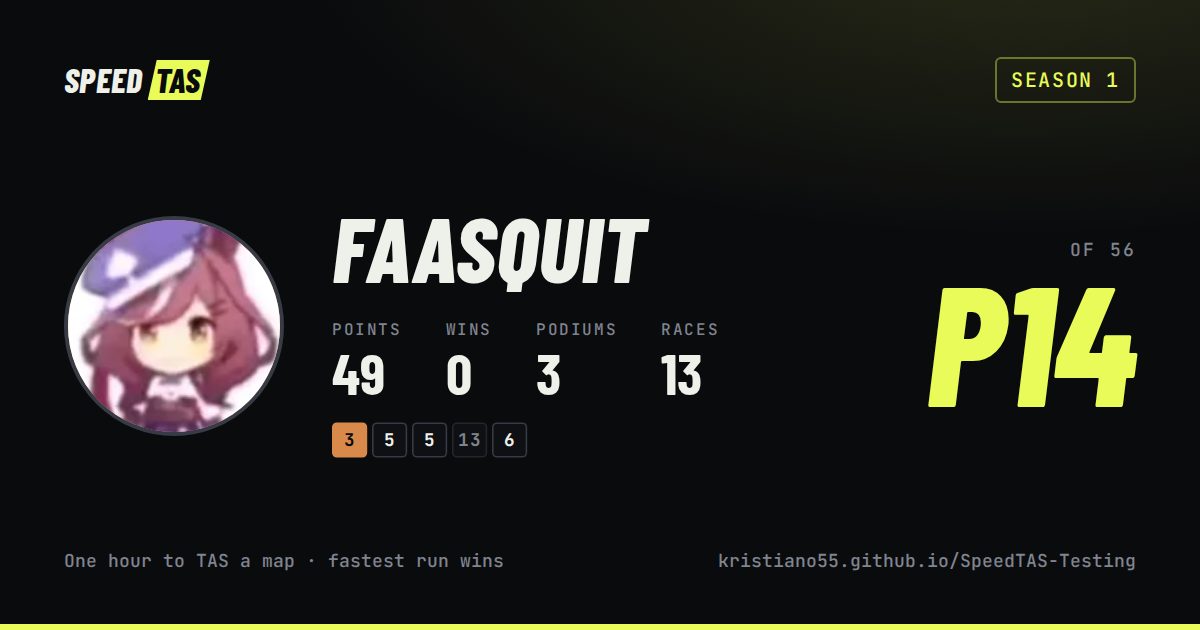 SPEED TAS
SEASON 1
FAASQUIT
POINTS WINS PODIUMS RACES
49 0 3 13
3 5 5 13 6
OF 56
P14
One hour to TAS a map · fastest run wins
kristiano55.github.io/SpeedTAS-Testing